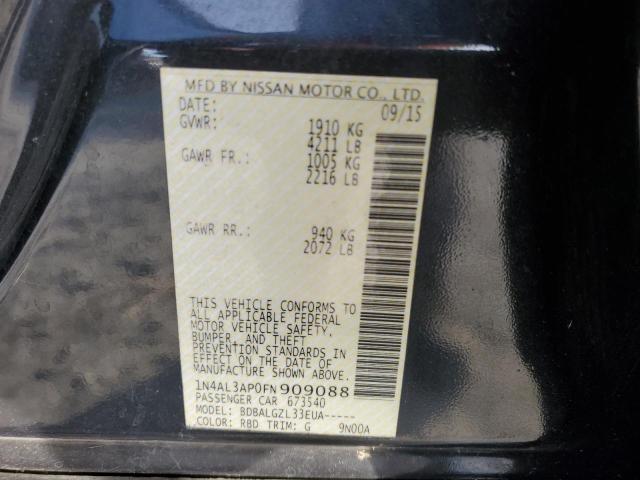 MFD BY NISSAN MOTOR CO., LTD.
DATE: 09/15
GVWR: 1910 KG
4211 LB
GAWR FR.: 1005 KG
2216 LB
GAWR RR.: 940 KG
2072 LB
THIS VEHICLE CONFORMS TO
ALL APPLICABLE FEDERAL
MOTOR VEHICLE SAFETY,
BUMPER, AND THEFT
PREVENTION STANDARDS IN
EFFECT ON THE DATE OF
MANUFACTURE SHOWN ABOVE.
1N4AL3AP0FN909088
PASSENGER CAR 673540
MODEL: BDBALGZL33EUA-----
COLOR: RBD TRIM: G 9N00A